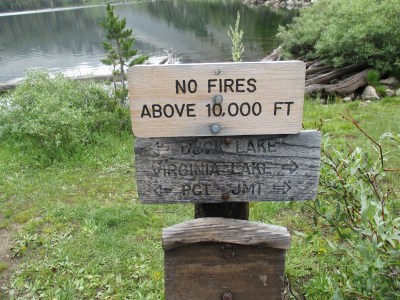 NO FIRES
ABOVE 10,000 FT
← DUCK LAKE
VIRGINIA LAKE →
← PCT - JMT →